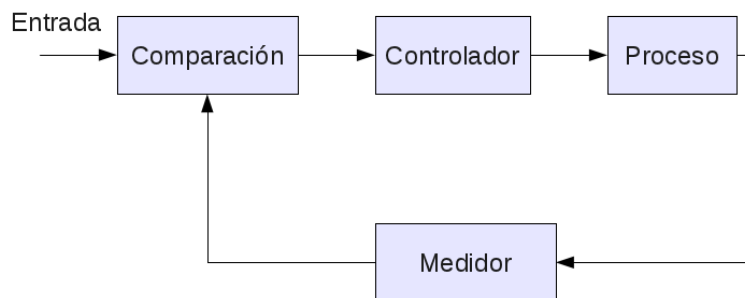 Entrada
Comparación
Controlador
Proceso
Medidor